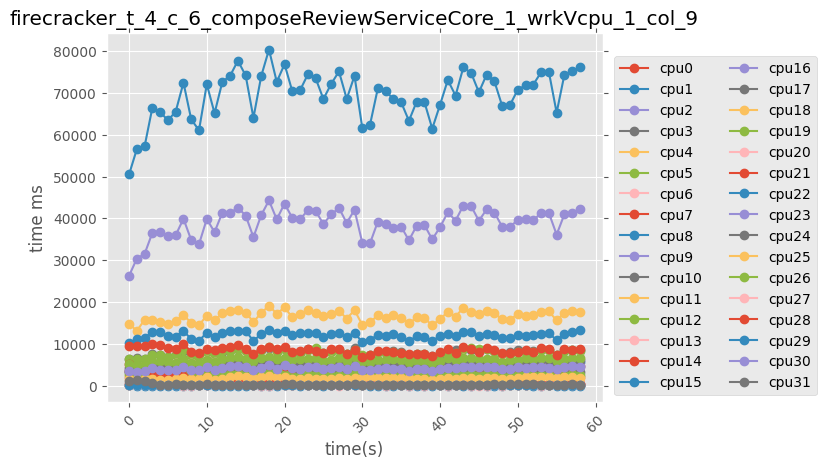 firecracker_t_4_c_6_composeReviewServiceCore_1_wrkVcpu_1_col_9
80000
70000
60000
50000
40000
30000
20000
10000
0
time ms
0
10
20
30
40
50
60
time(s)
cpu0
cpu1
cpu2
cpu3
cpu4
cpu5
cpu6
cpu7
cpu8
cpu9
cpu10
cpu11
cpu12
cpu13
cpu14
cpu15
cpu16
cpu17
cpu18
cpu19
cpu20
cpu21
cpu22
cpu23
cpu24
cpu25
cpu26
cpu27
cpu28
cpu29
cpu30
cpu31